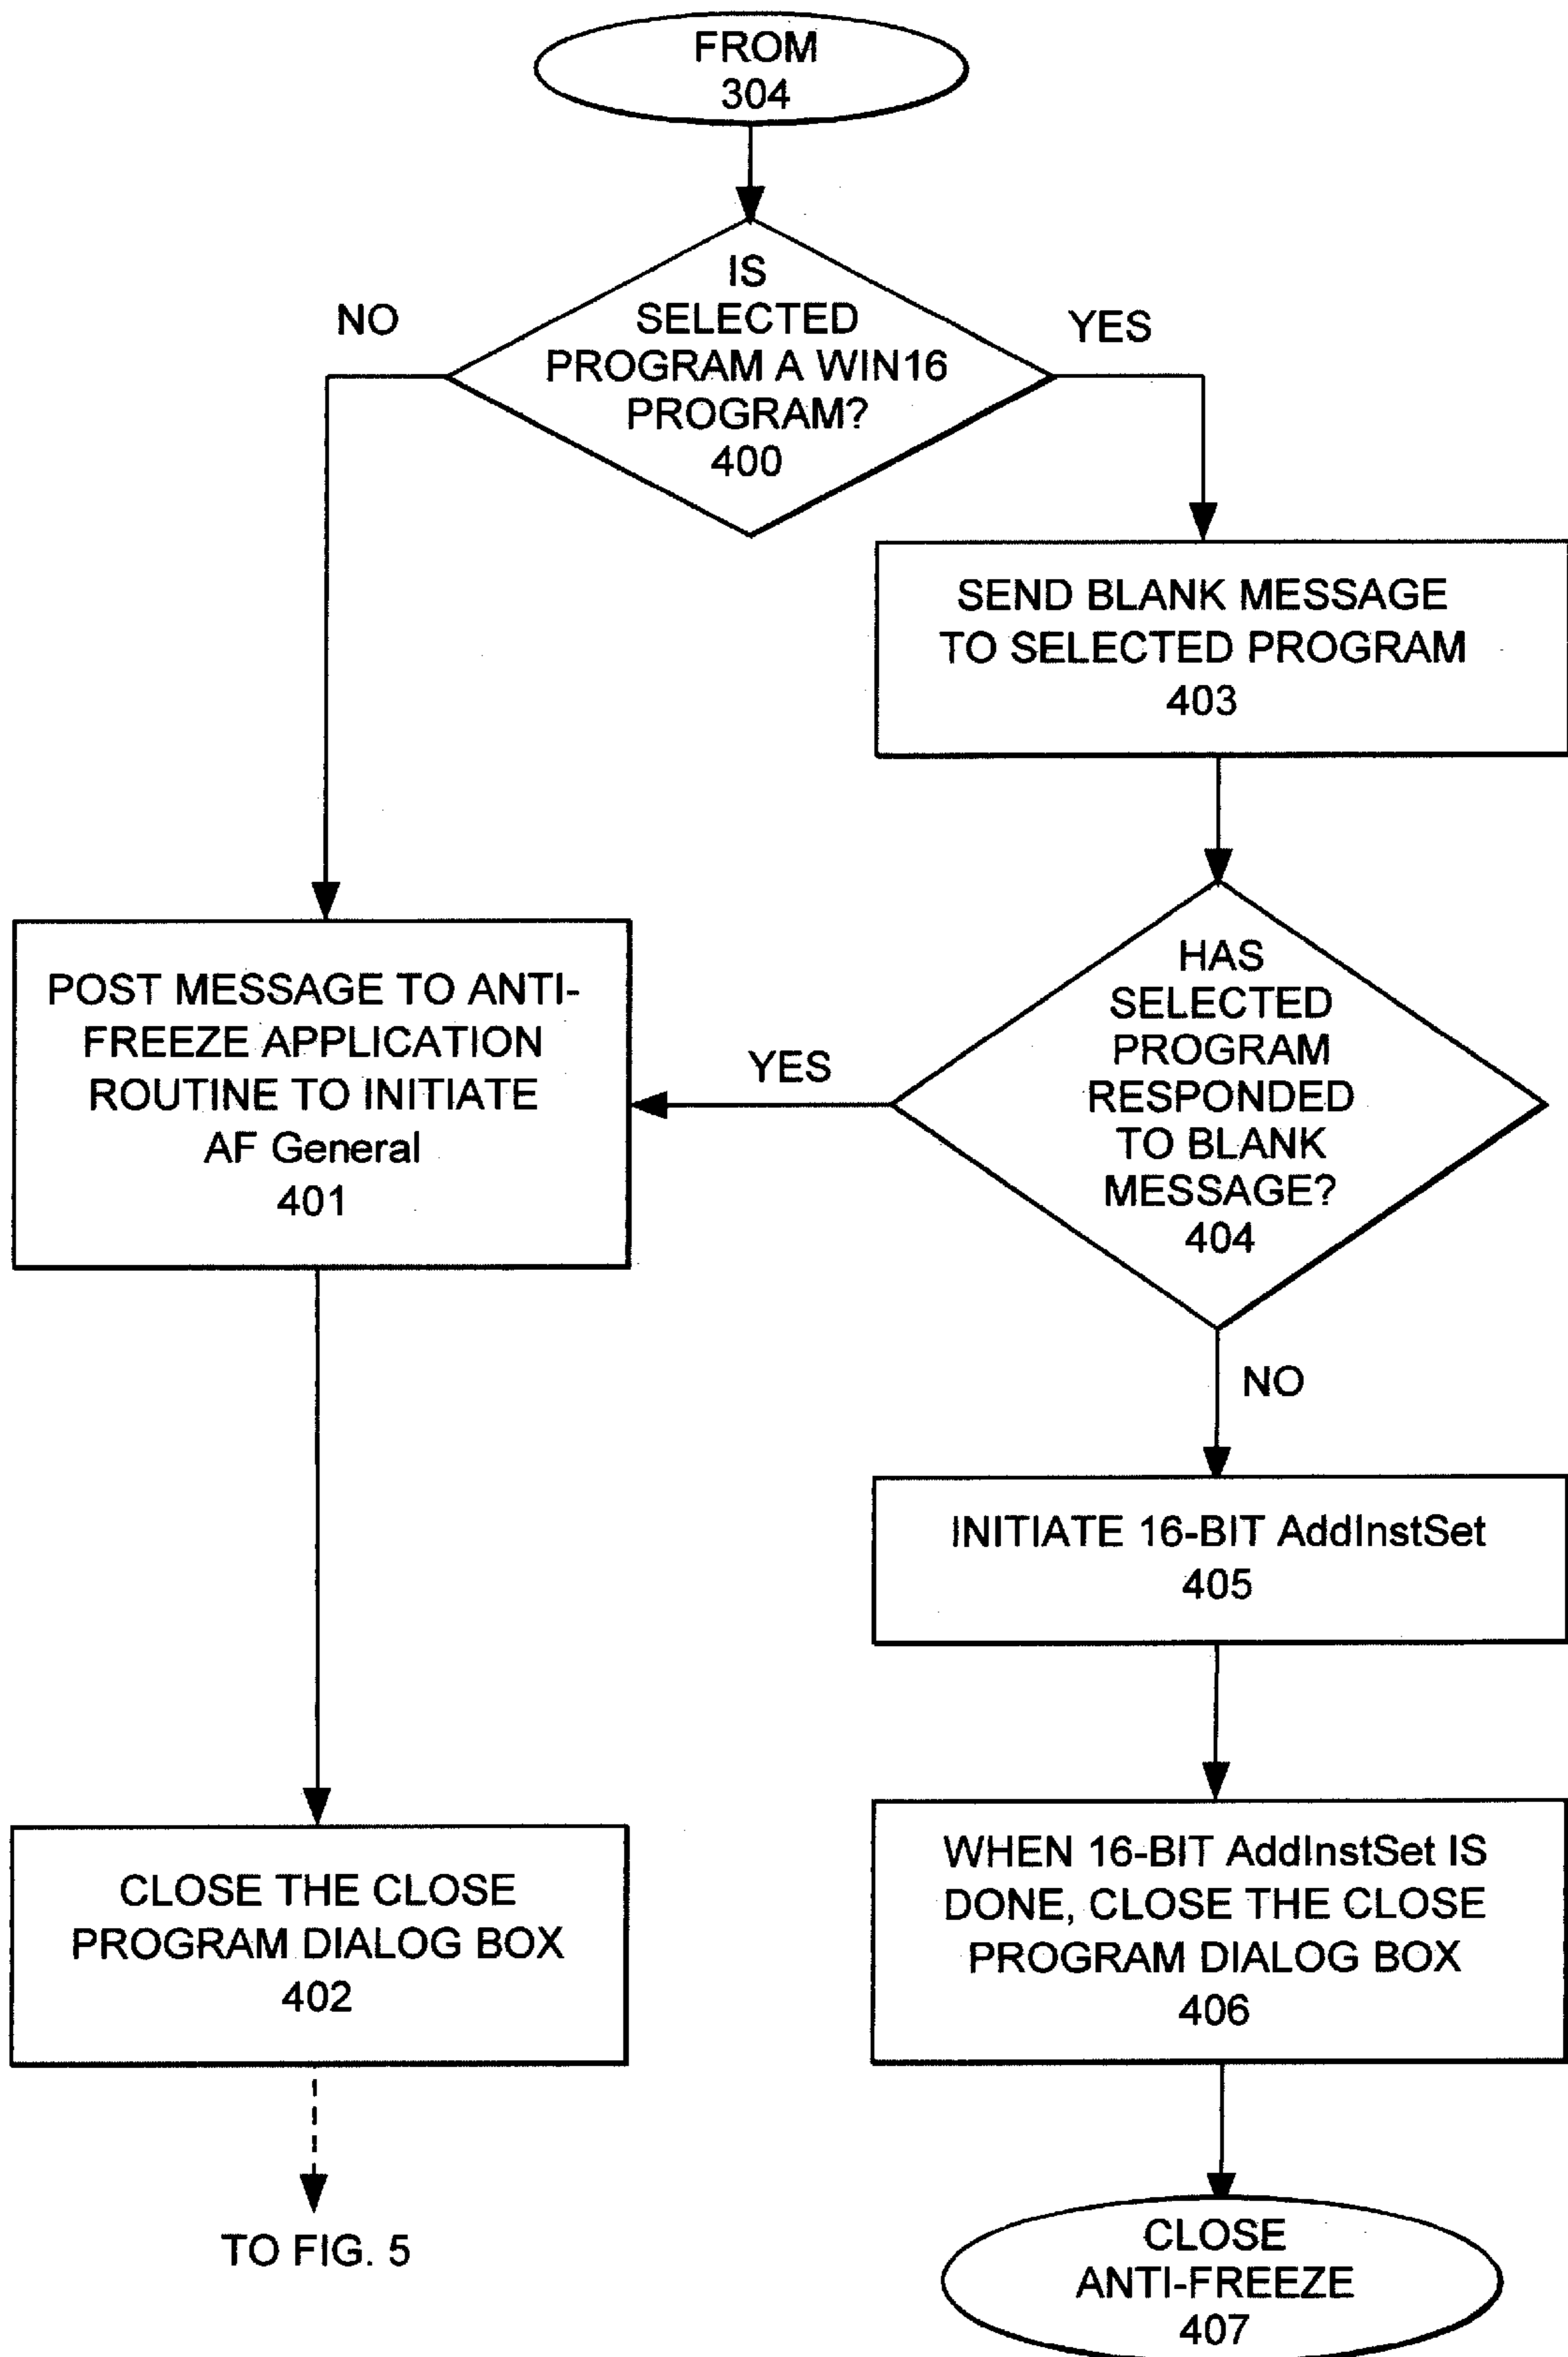 FROM
304
IS
SELECTED
PROGRAM A WIN16
PROGRAM?
400
NO
YES
SEND BLANK MESSAGE
TO SELECTED PROGRAM
403
POST MESSAGE TO ANTI-
FREEZE APPLICATION
ROUTINE TO INITIATE
AF General
401
YES
HAS
SELECTED
PROGRAM
RESPONDED
TO BLANK
MESSAGE?
404
NO
INITIATE 16-BIT AddInstSet
405
CLOSE THE CLOSE
PROGRAM DIALOG BOX
402
WHEN 16-BIT AddInstSet IS
DONE, CLOSE THE CLOSE
PROGRAM DIALOG BOX
406
TO FIG. 5
CLOSE
ANTI-FREEZE
407